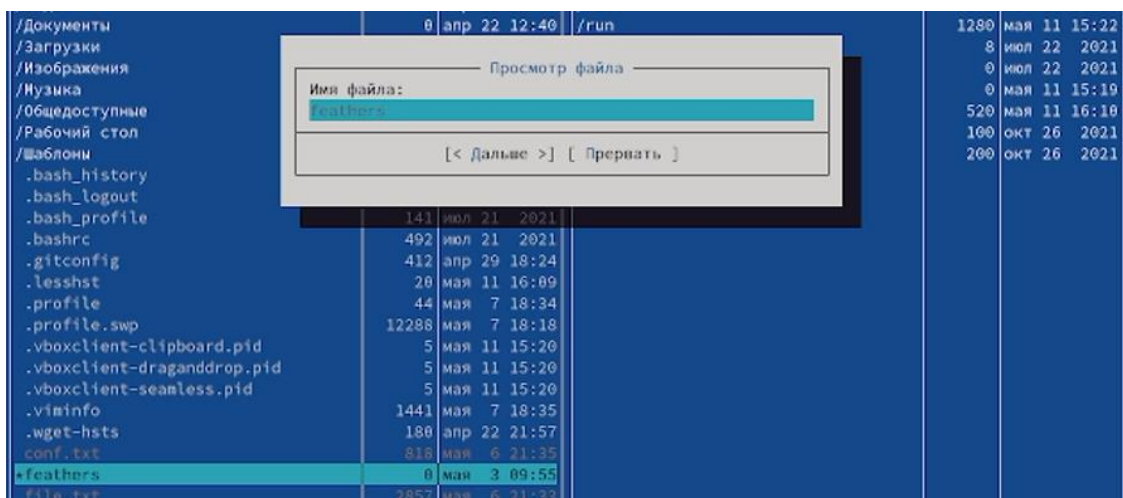 /Документы 0 апр 22 12:40 /run 1280 мая 11 15:22
/Загрузки 8 июл 22 2021
/Изображения Просмотр файла 0 июл 22 2021
/Музыка Имя файла: 0 мая 11 15:19
/Общедоступные feathers 520 мая 11 16:10
/Рабочий стол 100 окт 26 2021
/Шаблоны [< Дальше >] [ Прервать ] 200 окт 26 2021
.bash_history
.bash_logout
.bash_profile 141 июл 21 2021
.bashrc 492 июл 21 2021
.gitconfig 412 апр 29 18:24
.lesshst 20 мая 11 16:09
.profile 44 мая 7 18:34
.profile.swp 12288 мая 7 18:18
.vboxclient-clipboard.pid 5 мая 11 15:20
.vboxclient-draganddrop.pid 5 мая 11 15:20
.vboxclient-seamless.pid 5 мая 11 15:20
.viminfo 1441 мая 7 18:35
.wget-hsts 180 апр 22 21:57
conf.txt 818 мая 6 21:35
*feathers 0 мая 3 09:55
file.txt 2857 мая 6 21:33